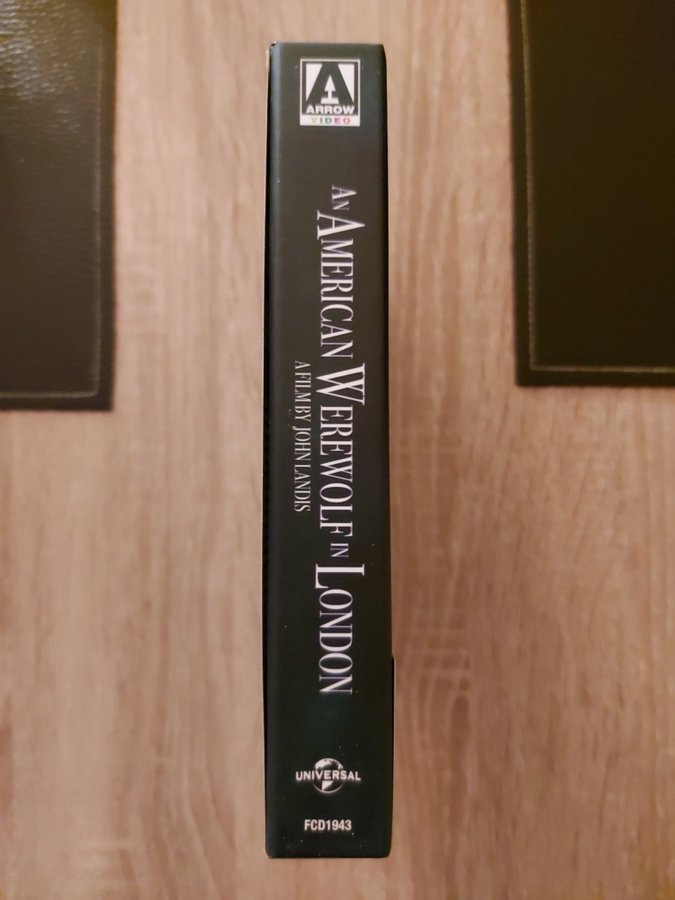 ARROW
VIDEO
AN AMERICAN WEREWOLF IN LONDON
A FILM BY JOHN LANDIS
UNIVERSAL
FCD1943